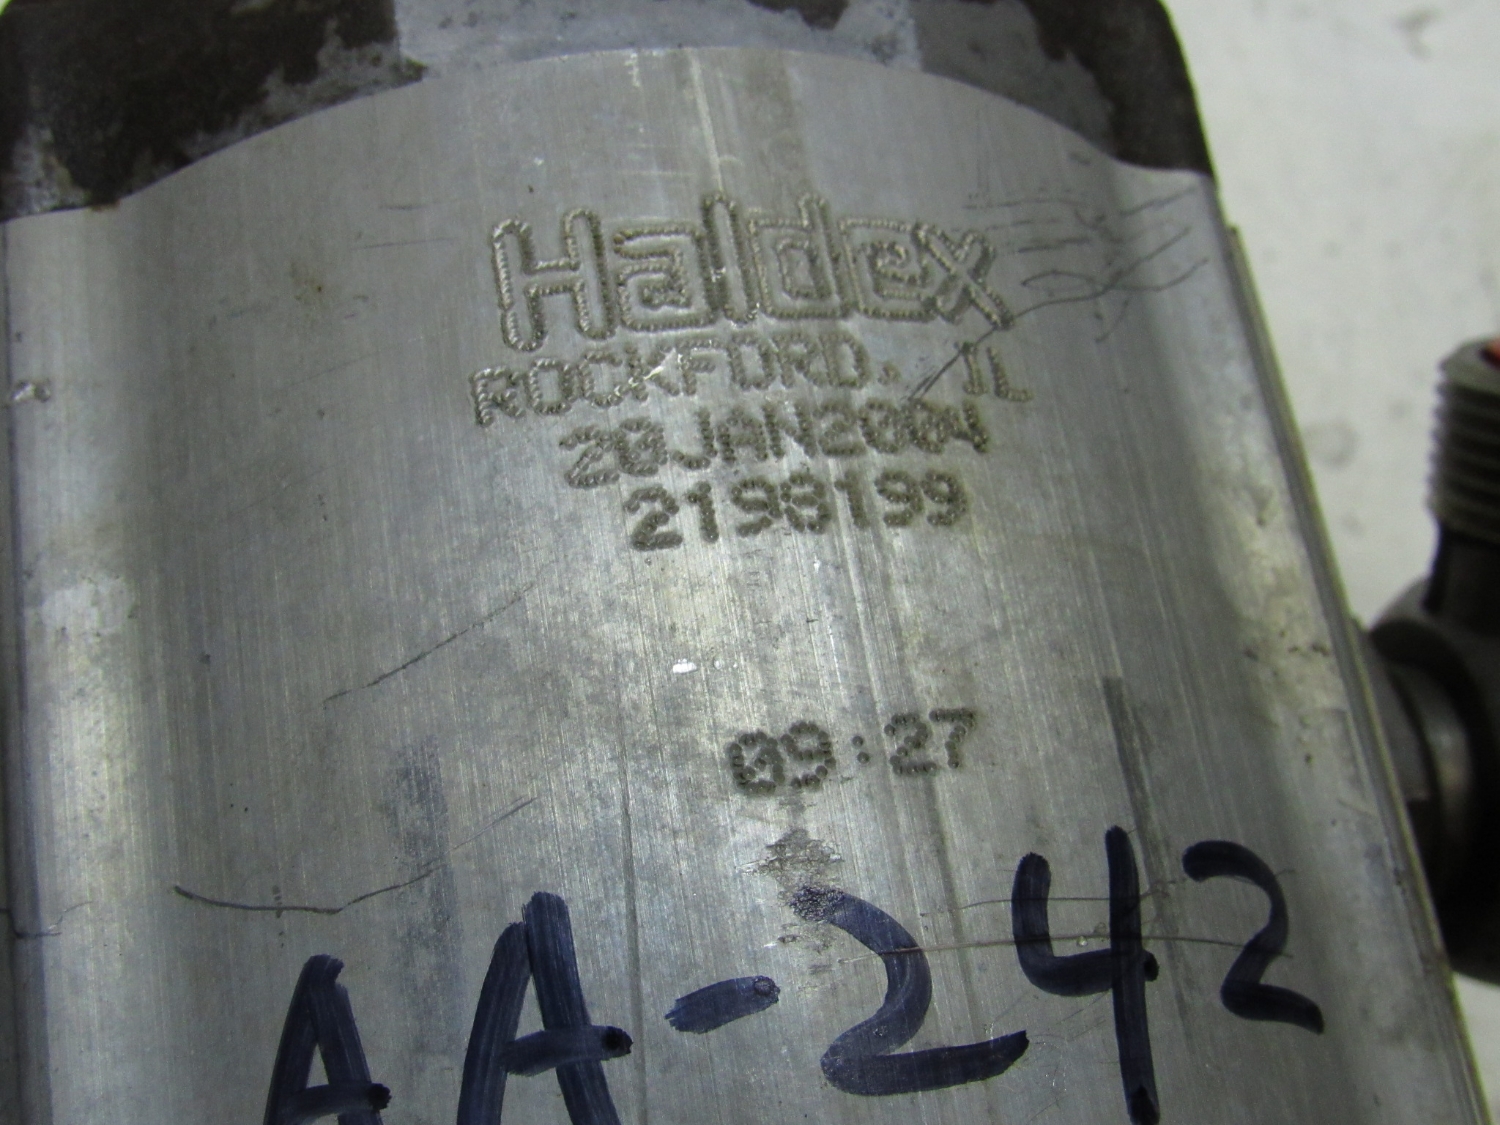 Haldex
ROCKFORD. IL
20JAN2004
2198199
09:27
AA-242